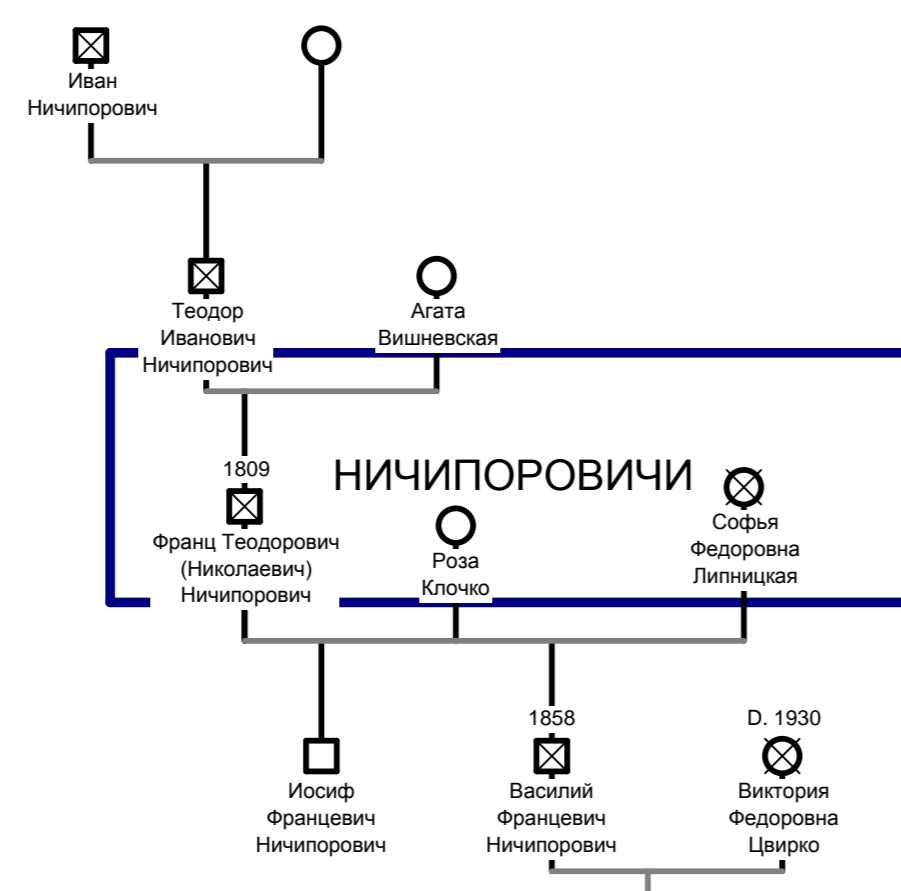 Иван
Ничипорович
Теодор
Иванович
Ничипорович
Агата
Вишневская
НИЧИПОРОВИЧИ
1809
Франц Теодорович
(Николаевич)
Ничипорович
Роза
Клочко
Софья
Федоровна
Липницкая
Иосиф
Францевич
Ничипорович
1858
Василий
Францевич
Ничипорович
D. 1930
Виктория
Федоровна
Цвирко